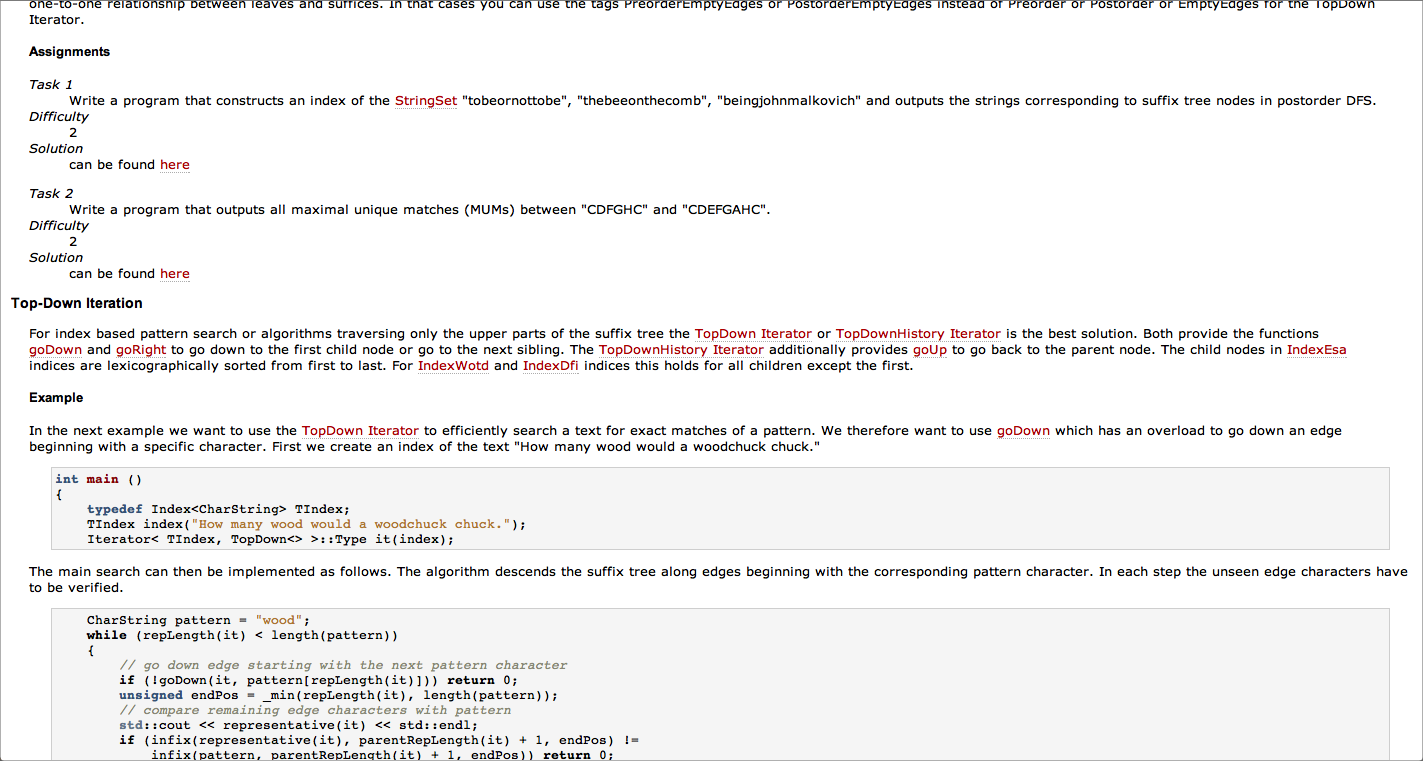 one-to-one relationship between leaves and suffices. In that cases you can use the tags PreorderEmptyEdges or PostorderEmptyEdges instead of Preorder or Postorder or EmptyEdges for the TopDown
Iterator.
Assignments
Task 1
Write a program that constructs an index of the StringSet "tobeornottobe", "thebeeonthecomb", "beingjohnmalkovich" and outputs the strings corresponding to suffix tree nodes in postorder DFS.
Difficulty
2
Solution
can be found here
Task 2
Write a program that outputs all maximal unique matches (MUMs) between "CDFGHC" and "CDEFGAHC".
Difficulty
2
Solution
can be found here
Top-Down Iteration
For index based pattern search or algorithms traversing only the upper parts of the suffix tree the TopDown Iterator or TopDownHistory Iterator is the best solution. Both provide the functions
goDown and goRight to go down to the first child node or go to the next sibling. The TopDownHistory Iterator additionally provides goUp to go back to the parent node. The child nodes in IndexEsa
indices are lexicographically sorted from first to last. For IndexWotd and IndexDfi indices this holds for all children except the first.
Example
In the next example we want to use the TopDown Iterator to efficiently search a text for exact matches of a pattern. We therefore want to use goDown which has an overload to go down an edge
beginning with a specific character. First we create an index of the text "How many wood would a woodchuck chuck."
int main ()
{
    typedef Index<CharString> TIndex;
    TIndex index("How many wood would a woodchuck chuck.");
    Iterator< TIndex, TopDown<> >::Type it(index);
The main search can then be implemented as follows. The algorithm descends the suffix tree along edges beginning with the corresponding pattern character. In each step the unseen edge characters have
to be verified.
    CharString pattern = "wood";
    while (repLength(it) < length(pattern))
    {
        // go down edge starting with the next pattern character
        if (!goDown(it, pattern[repLength(it)])) return 0;
        unsigned endPos = _min(repLength(it), length(pattern));
        // compare remaining edge characters with pattern
        std::cout << representative(it) << std::endl;
        if (infix(representative(it), parentRepLength(it) + 1, endPos) !=
            infix(pattern, parentRepLength(it) + 1, endPos)) return 0;